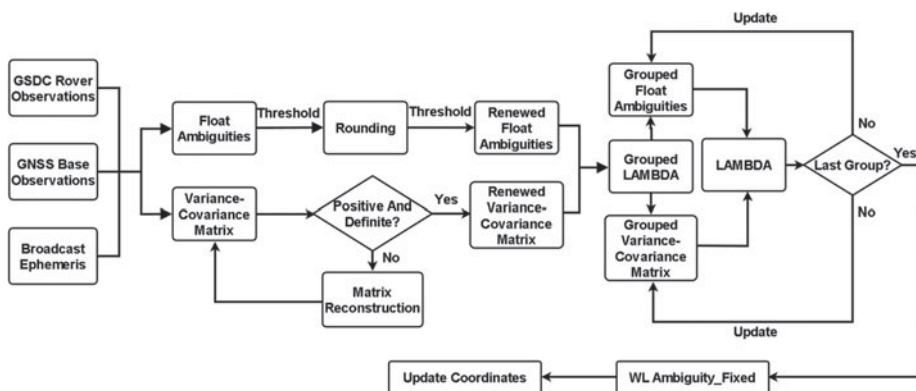 Update
GSDC Rover
Observations
GNSS Base
Observations
Broadcast
Ephemeris
Float
Ambiguities
Threshold
Rounding
Threshold
Renewed
Float
Ambiguities
Variance-
Covariance
Matrix
Positive And
Definite?
Yes
No
Renewed
Variance-
Covariance
Matrix
Matrix
Reconstruction
Grouped
Float
Ambiguities
Grouped
LAMBDA
Grouped
Variance-
Covariance
Matrix
LAMBDA
No
Last Group?
Yes
No
Update
WL Ambiguity_Fixed
Update Coordinates